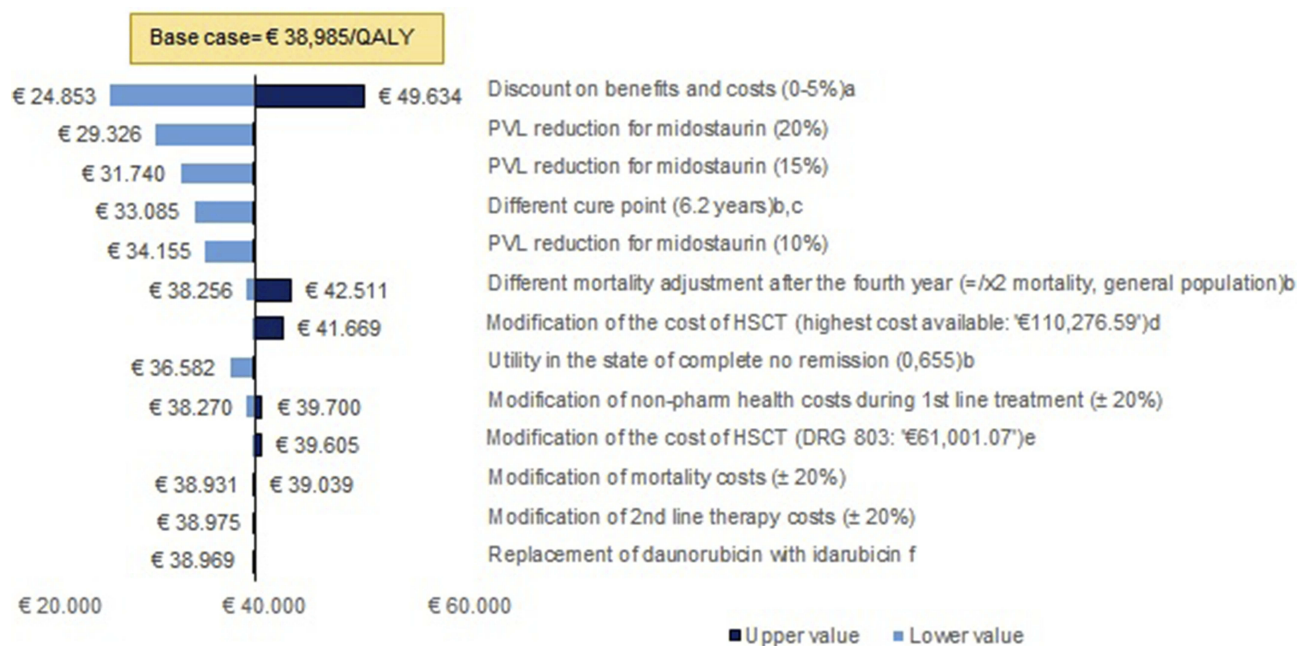 Base case= € 38,985/QALY
€ 24.853 € 49.634 Discount on benefits and costs (0-5%)a
€ 29.326 PVL reduction for midostaurin (20%)
€ 31.740 PVL reduction for midostaurin (15%)
€ 33.085 Different cure point (6.2 years)b,c
€ 34.155 PVL reduction for midostaurin (10%)
€ 38.256 € 42.511 Different mortality adjustment after the fourth year (=/x2 mortality, general population)b
€ 41.669 Modification of the cost of HSCT (highest cost available: '€110,276.59')d
€ 36.582 Utility in the state of complete no remission (0,655)b
€ 38.270 € 39.700 Modification of non-pharm health costs during 1st line treatment (± 20%)
€ 39.605 Modification of the cost of HSCT (DRG 803: '€61,001.07')e
€ 38.931 € 39.039 Modification of mortality costs (± 20%)
€ 38.975 Modification of 2nd line therapy costs (± 20%)
€ 38.969 Replacement of daunorubicin with idarubicin f
€ 20.000 € 40.000 € 60.000
Upper value Lower value